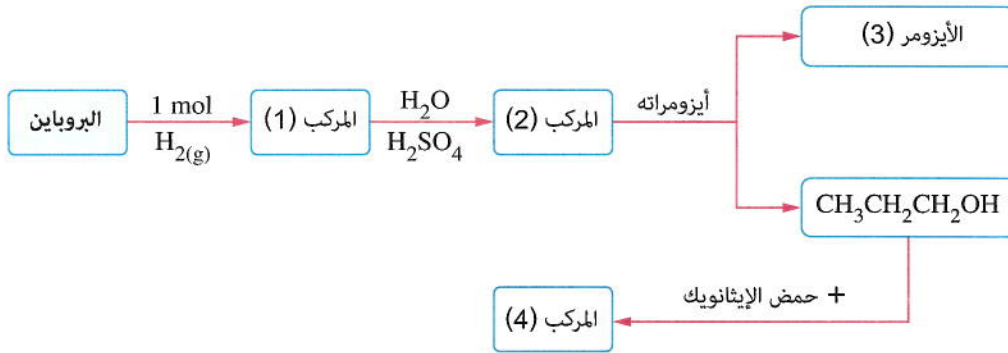 الأيزومر (3)
البروباين
1 mol
H₂(g)
المركب (1)
H₂O
H₂SO₄
المركب (2)
أيزومراته
CH₃CH₂CH₂OH
+ حمض الإيثانويك
المركب (4)